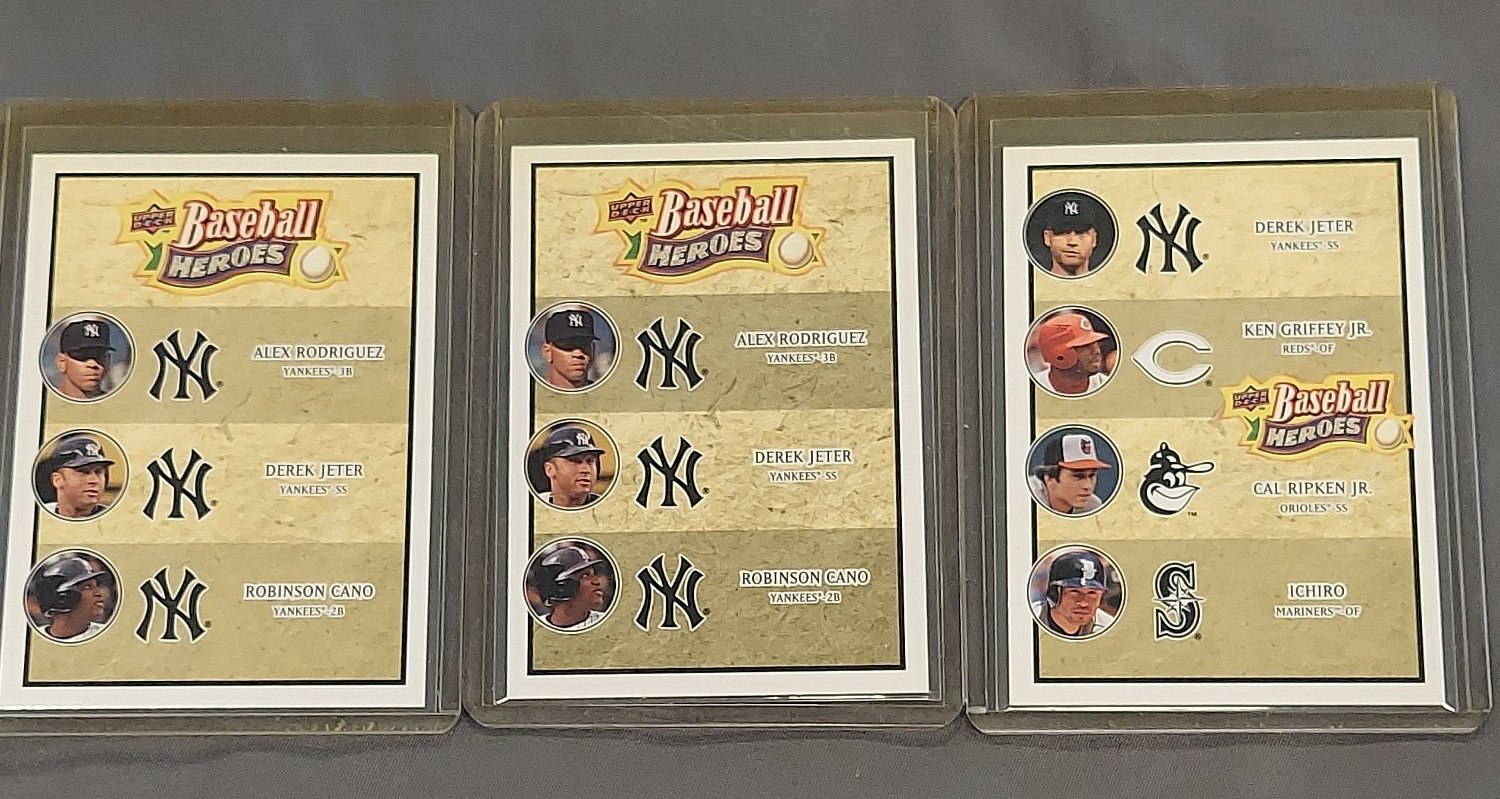 UPPER
DECK
Baseball
HEROES
ALEX RODRIGUEZ
YANKEES®-3B
DEREK JETER
YANKEES®-SS
ROBINSON CANO
YANKEES®-2B
UPPER
DECK
Baseball
HEROES
ALEX RODRIGUEZ
YANKEES®-3B
DEREK JETER
YANKEES®-SS
ROBINSON CANO
YANKEES®-2B
DEREK JETER
YANKEES®-SS
KEN GRIFFEY JR.
REDS®-OF
UPPER
DECK
Baseball
HEROES
CAL RIPKEN JR.
ORIOLES®-SS
ICHIRO
MARINERS™-OF